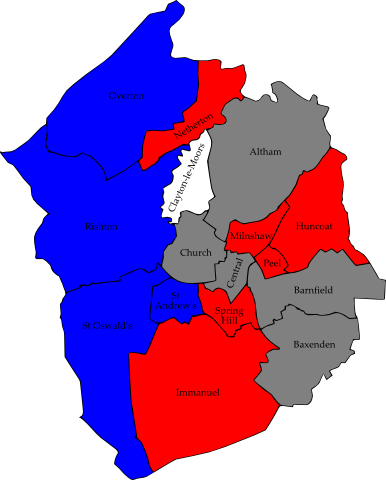 Overton
Netherton
Clayton-le-Moors
Altham
Rishton
Milnshaw
Huncoat
Church
Central
Peel
Barnfield
St
Andrew's
St Oswald's
Spring
Hill
Baxenden
Immanuel